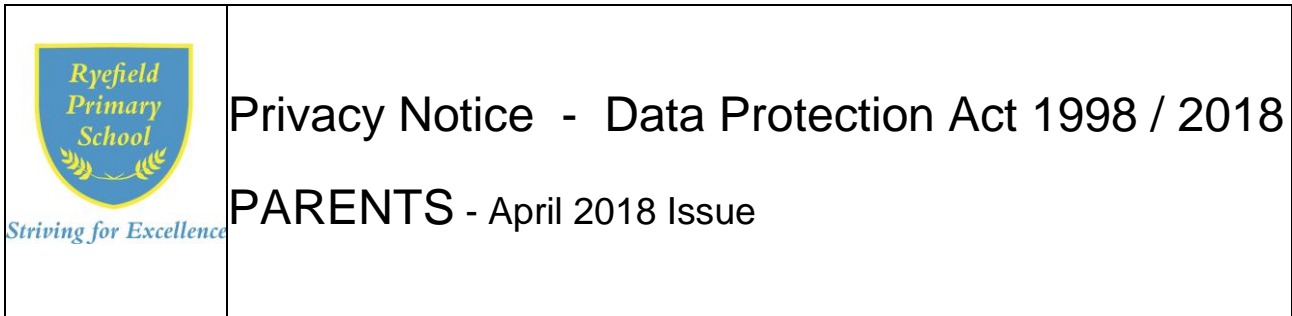 Ryefield
Primary
School
Striving for Excellence
Privacy Notice - Data Protection Act 1998 / 2018
PARENTS - April 2018 Issue